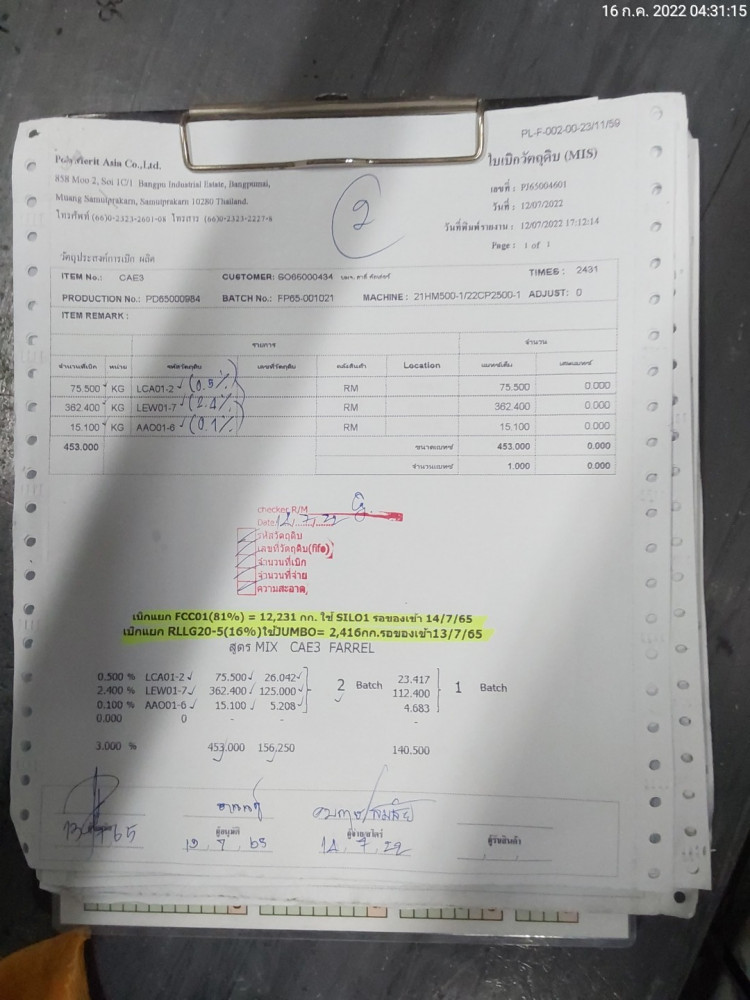 16 ก.ค. 2022 04:31:15
PL-F-002-00-23/11/59
Polymerit Asia Co.,Ltd.
ใบเบิกวัตถุดิบ (MIS)
858 Moo 2, Soi 1C/1 Bangpu Industrial Estate, Bangpumai,
เลขที่ : PI65004601
Muang Samutprakarn, Samutprakarn 10280 Thailand.
วันที่ : 12/07/2022
โทรศัพท์ (660)-2323-2601-08 โทรสาร (660)-2323-2227-8
วันที่พิมพ์รายงาน : 12/07/2022 17:12:14
2
Page : 1 of 1
วัตถุประสงค์การเบิก ผลิต
ITEM No.: CAE3 CUSTOMER: SO65000434 TIMES : 2431
PRODUCTION No.: PD65000984 BATCH No.: FP65-001021 MACHINE : 21HM500-1/22CP2500-1 ADJUST: 0
ITEM REMARK :
รายการ จำนวน
จำนวนที่เบิก หน่วย รหัสวัตถุดิบ เลขที่วัตถุดิบ คลังสินค้า Location แบทช์เต็ม เศษแบทช์
75.500 KG LCA01-2 (0.5%) RM 75.500 0.000
362.400 KG LEW01-7 (2.4%) RM 362.400 0.000
15.100 KG AAO01-6 (0.1%) RM 15.100 0.000
453.000 ขนาดแบทช์ 453.000 0.000
จำนวนแบทช์ 1.000 0.000
checker R/M
Date 12/7/22
รหัสวัตถุดิบ
เลขที่วัตถุดิบ(fifo)
จำนวนที่เบิก
จำนวนที่จ่าย
ความสะอาด,
เบิกแยก FCC01(81%) = 12,231 กก. ใช้ SILO1 รอของเข้า 14/7/65
เบิกแยก RLLG20-5(16%)ใช้JUMBO= 2,416กก.รอของเข้า13/7/65
สูตร MIX CAE3 FARREL
0.500 % LCA01-2 75.500 26.042 23.417
2.400 % LEW01-7 362.400 125.000 2 Batch 112.400 1 Batch
0.100 % AAO01-6 15.100 5.208 4.683
0.000 0 - - -
3.000 % 453.000 156,250 140.500
ผู้อนุมัติ ผู้จ่าย/สโตร์ ผู้รับสินค้า